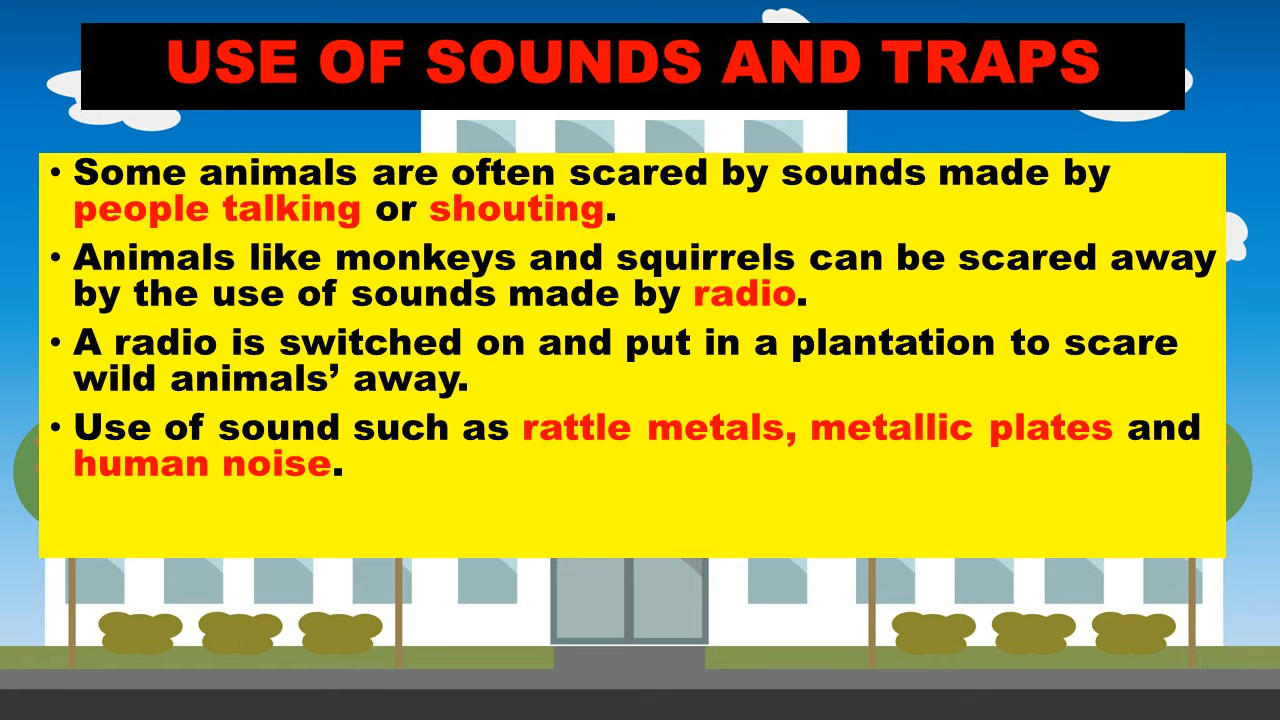 USE OF SOUNDS AND TRAPS
• Some animals are often scared by sounds made by
people talking or shouting.
• Animals like monkeys and squirrels can be scared away
by the use of sounds made by radio.
• A radio is switched on and put in a plantation to scare
wild animals’ away.
• Use of sound such as rattle metals, metallic plates and
human noise.